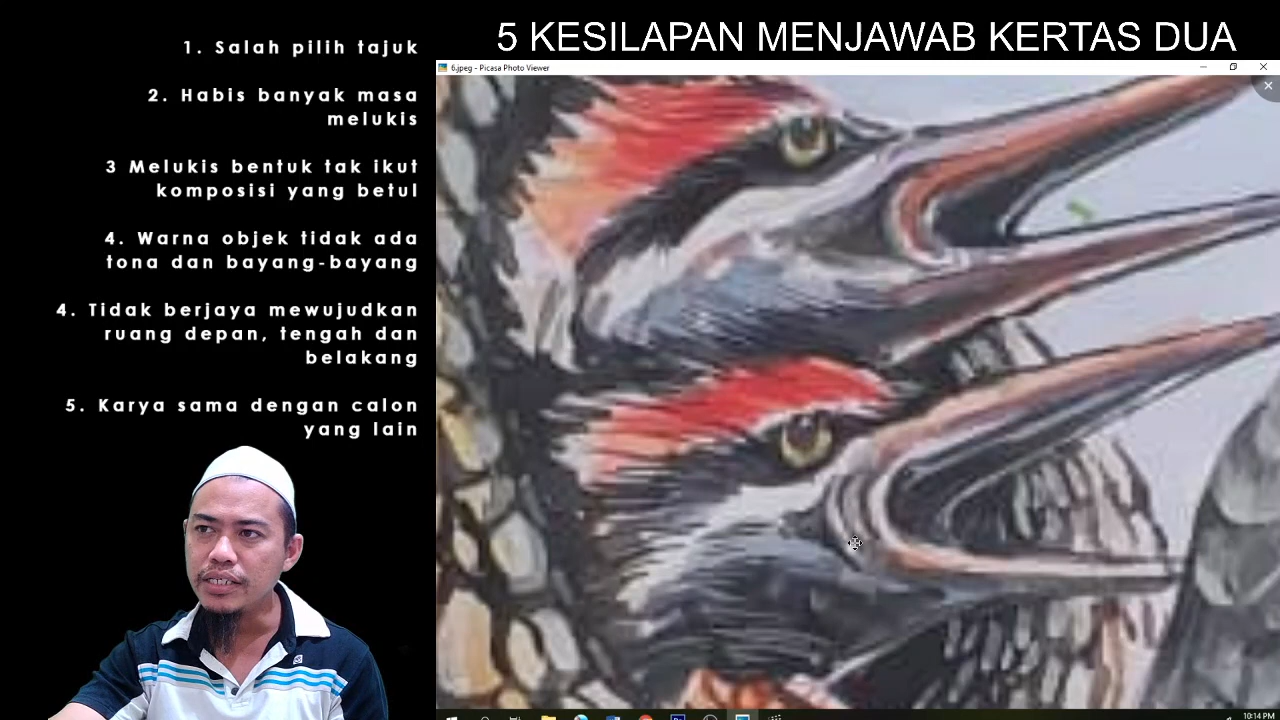 5 KESILAPAN MENJAWAB KERTAS DUA
1. Salah pilih tajuk
2. Habis banyak masa
melukis
3 Melukis bentuk tak ikut
komposisi yang betul
4. Warna objek tidak ada
tona dan bayang-bayang
4. Tidak berjaya mewujudkan
ruang depan, tengah dan
belakang
5. Karya sama dengan calon
yang lain
6.jpeg - Picasa Photo Viewer
10:14 PM